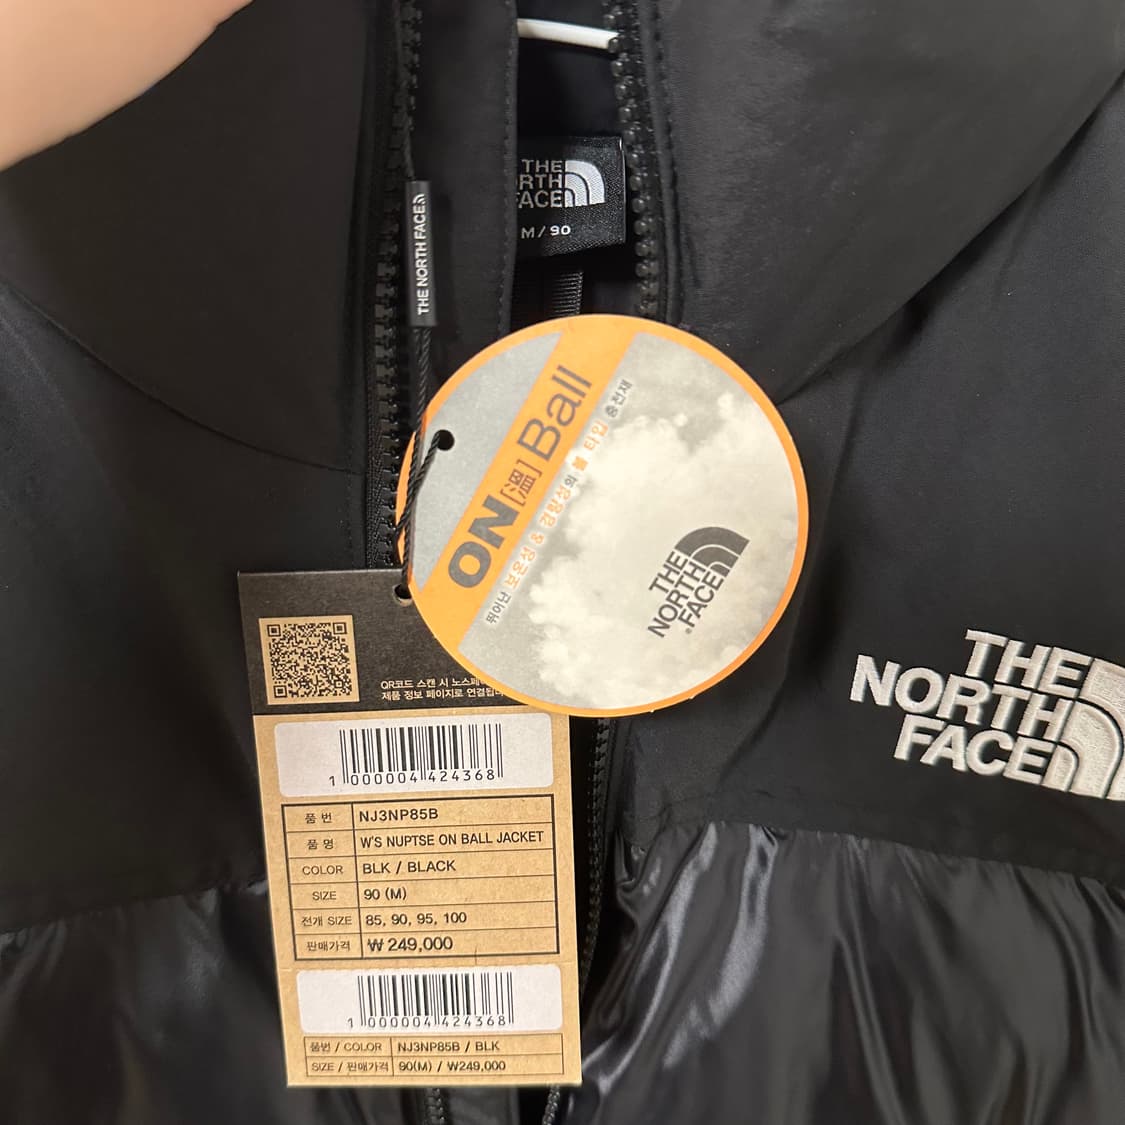 THE
RTH
FACE
M / 90
THE NORTH FACE
ON[溫] Ball
뛰어난 보온성 & 경량성의 볼 타입 충전재
THE
NORTH
FACE
®
THE
NORTH
FACE
QR코드 스캔 시 노스페
제품 정보 페이지로 연결됩니
1 000004 424368
품 번 NJ3NP85B
품 명 W'S NUPTSE ON BALL JACKET
COLOR BLK / BLACK
SIZE 90 (M)
전개 SIZE 85, 90, 95, 100
판매가격 ₩ 249,000
1 000004 424368
품번 / COLOR NJ3NP85B / BLK
SIZE / 판매가격 90(M) / ₩249,000